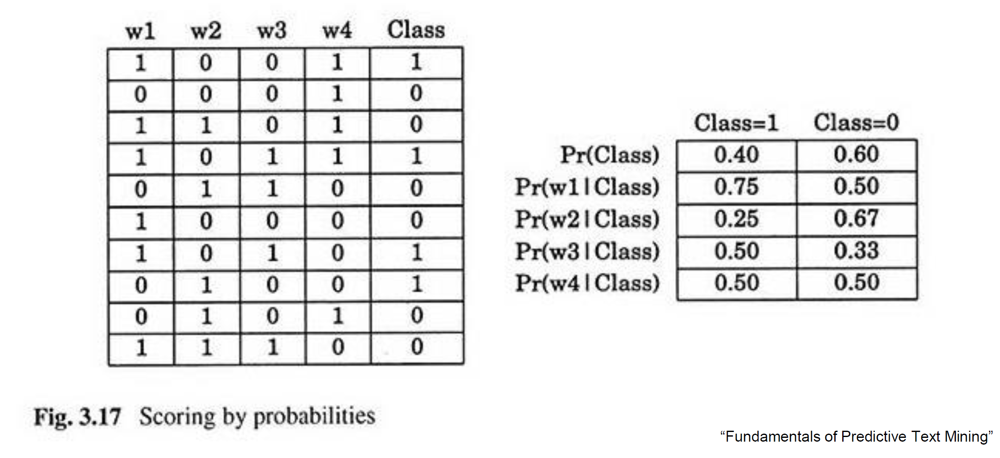 w1 w2 w3 w4 Class
1 0 0 1 1
0 0 0 1 0
1 1 0 1 0
1 0 1 1 1
0 1 1 0 0
1 0 0 0 0
1 0 1 0 1
0 1 0 0 1
0 1 0 1 0
1 1 1 0 0
Class=1 Class=0
Pr(Class) 0.40 0.60
Pr(w1|Class) 0.75 0.50
Pr(w2|Class) 0.25 0.67
Pr(w3|Class) 0.50 0.33
Pr(w4|Class) 0.50 0.50
Fig. 3.17 Scoring by probabilities
“Fundamentals of Predictive Text Mining”